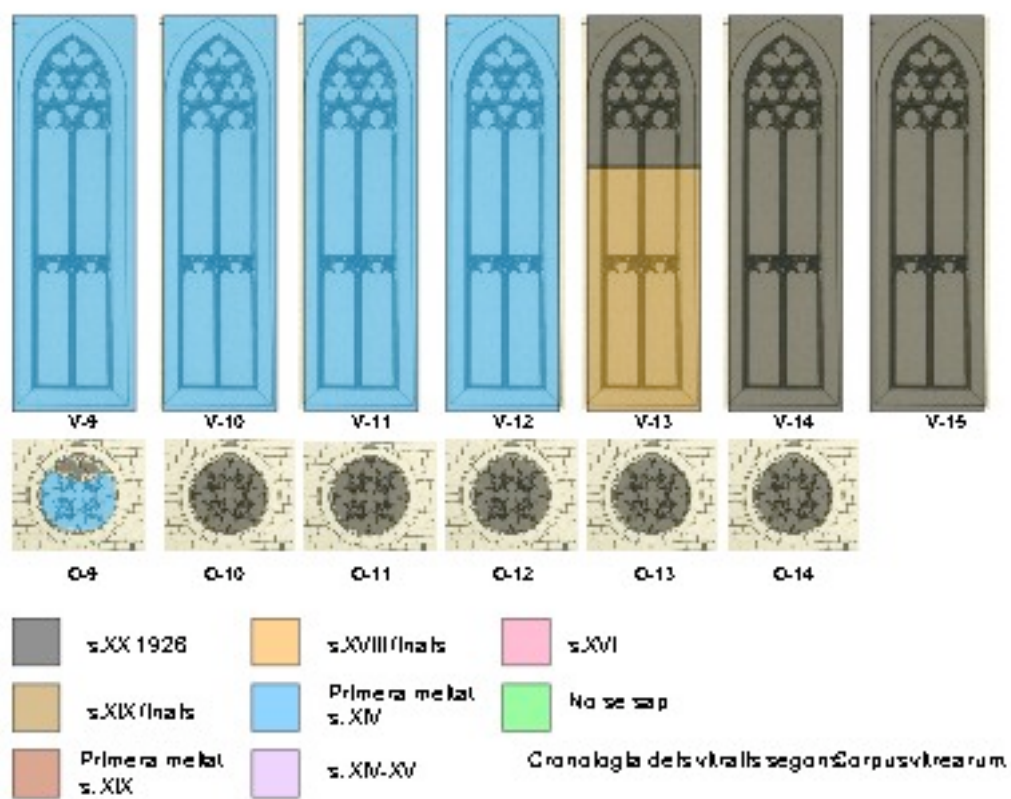 V-9 V-10 V-11 V-12 V-13 V-14 V-15
O-9 O-10 O-11 O-12 O-13 O-14
s.XX 1926 s.XVIII finals s.XVI
s.XIX finals Primera meitat s. XIV No se sap
Primera meitat s. XIX s. XIV-XV Cronologia dels vitralls segons Corpus vitrearum